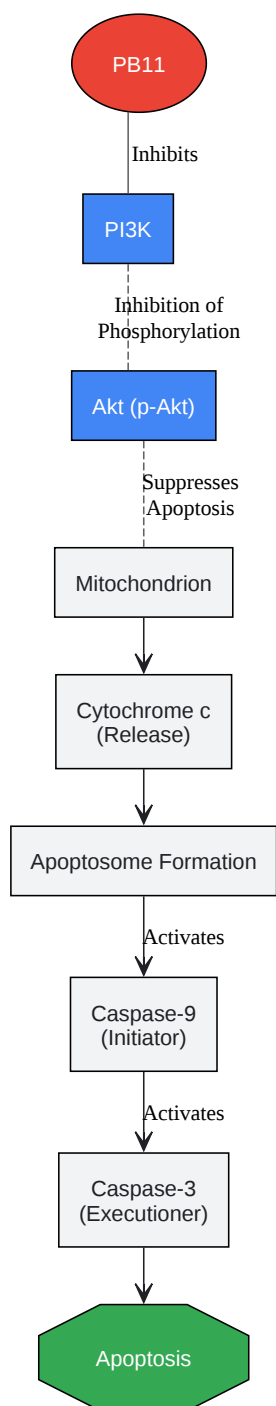 PB11
Inhibits
PI3K
Inhibition of
Phosphorylation
Akt (p-Akt)
Suppresses
Apoptosis
Mitochondrion
Cytochrome c
(Release)
Apoptosome Formation
Activates
Caspase-9
(Initiator)
Activates
Caspase-3
(Executioner)
Apoptosis